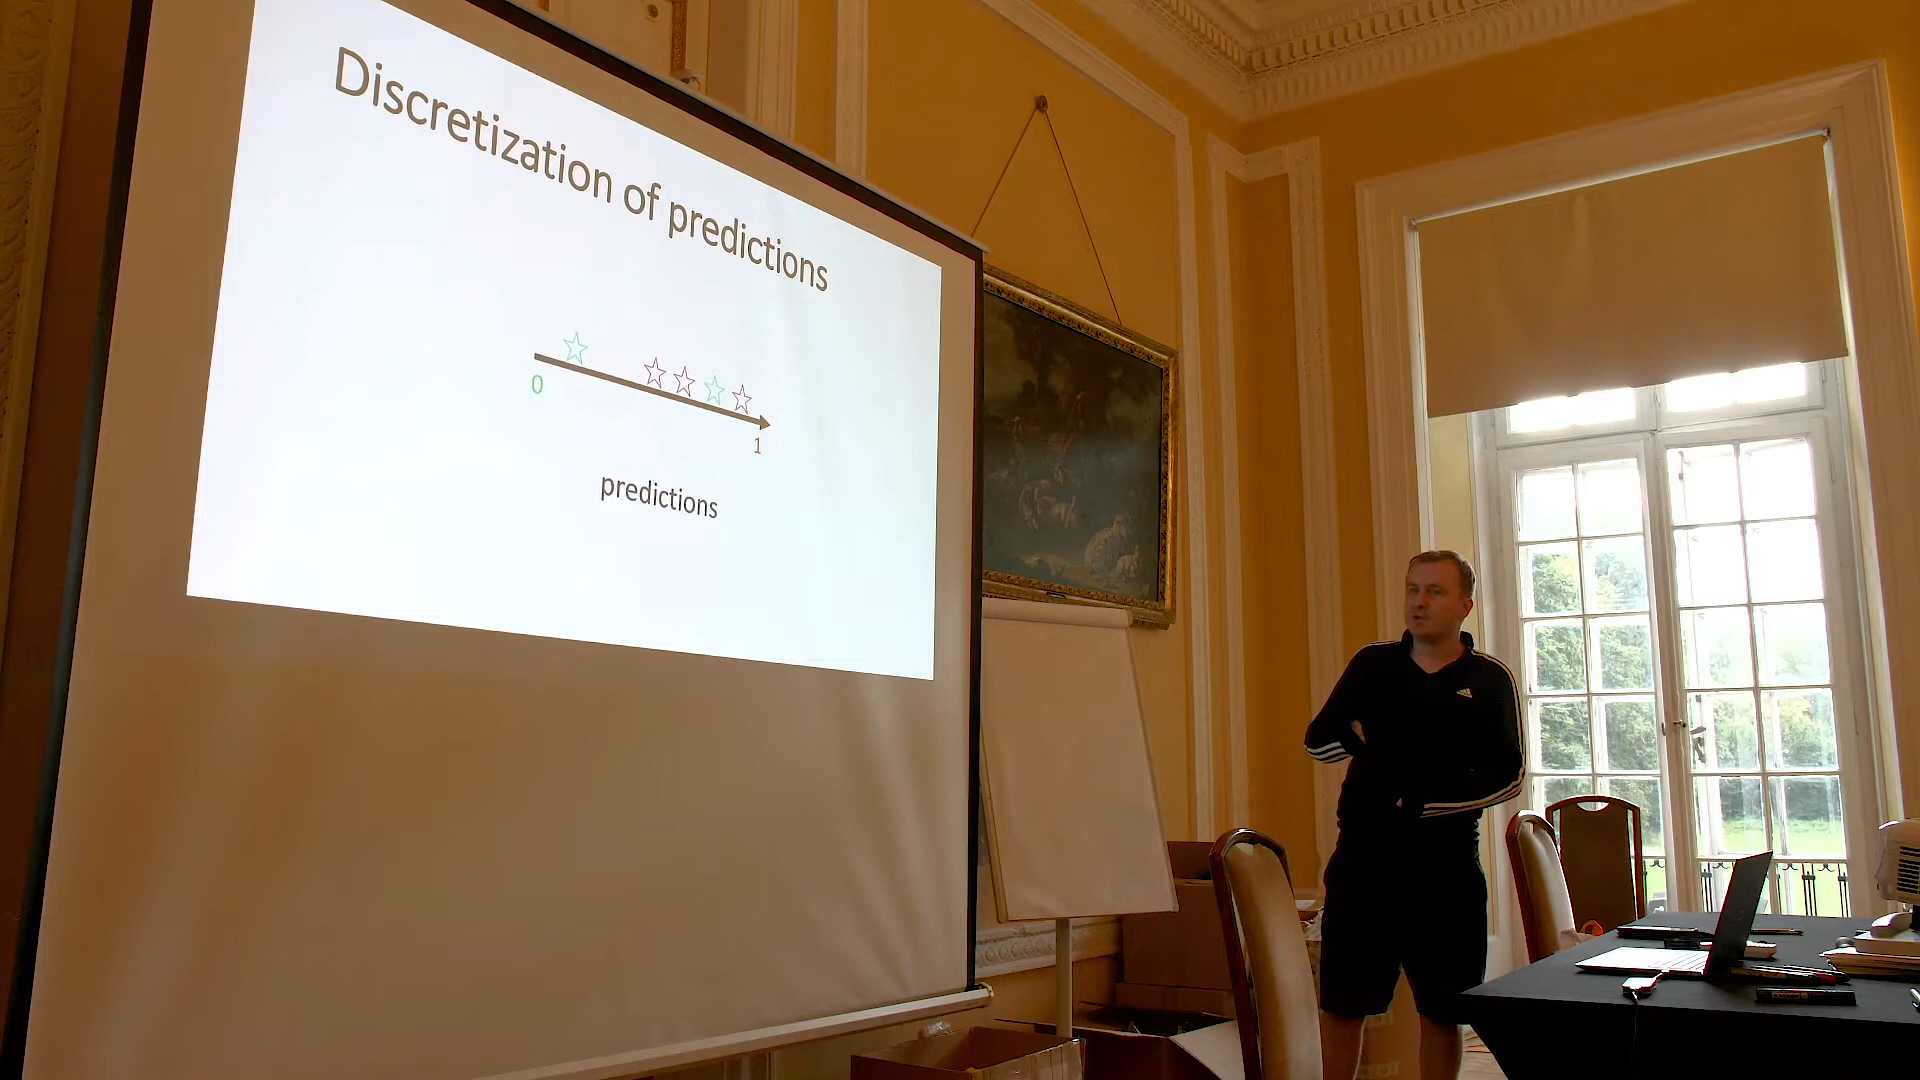 Discretization of predictions
0
1
predictions